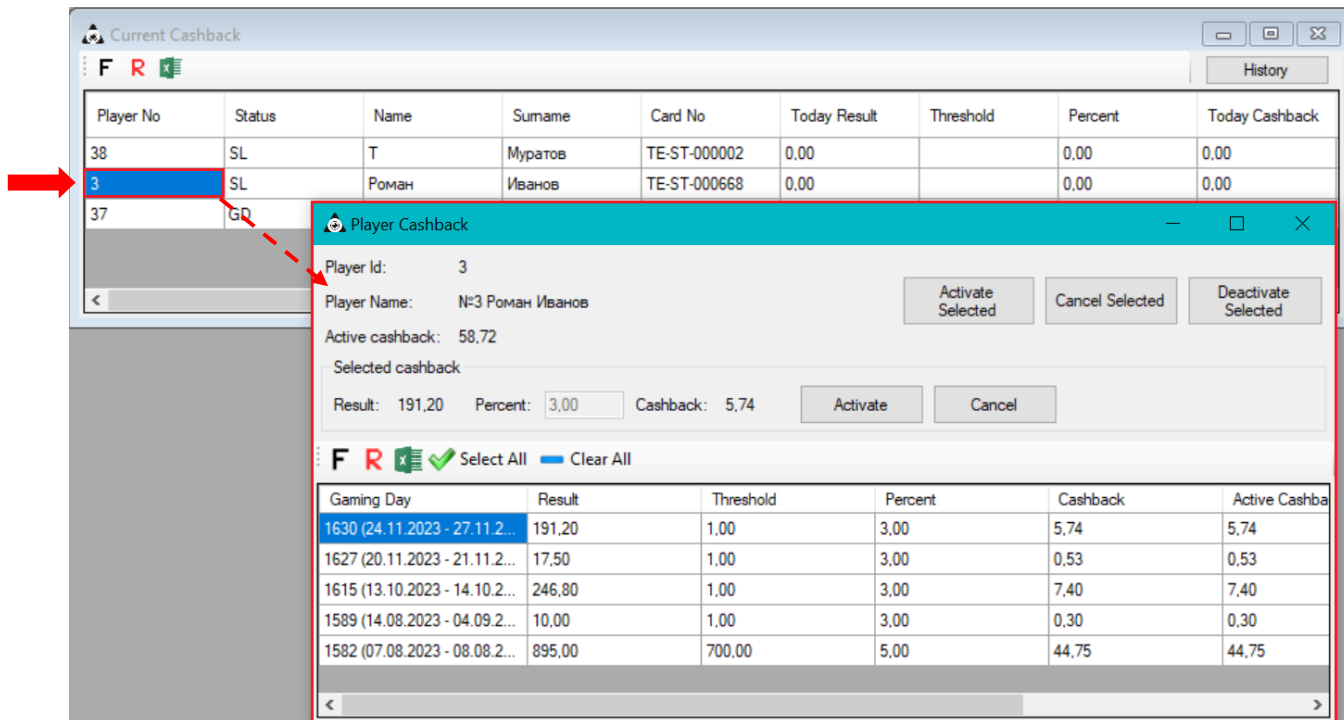 Current Cashback
F R History
Player No Status Name Surname Card No Today Result Threshold Percent Today Cashback
38 SL T Муратов TE-ST-000002 0,00 0,00 0,00
3 SL Роман Иванов TE-ST-000668 0,00 0,00 0,00
37 GD
Player Cashback
Player Id: 3
Player Name: №3 Роман Иванов
Activate Selected Cancel Selected Deactivate Selected
Active cashback: 58,72
Selected cashback
Result: 191,20 Percent: 3,00 Cashback: 5,74 Activate Cancel
F R Select All Clear All
Gaming Day Result Threshold Percent Cashback Active Cashba
1630 (24.11.2023 - 27.11.2... 191,20 1,00 3,00 5,74 5,74
1627 (20.11.2023 - 21.11.2... 17,50 1,00 3,00 0,53 0,53
1615 (13.10.2023 - 14.10.2... 246,80 1,00 3,00 7,40 7,40
1589 (14.08.2023 - 04.09.2... 10,00 1,00 3,00 0,30 0,30
1582 (07.08.2023 - 08.08.2... 895,00 700,00 5,00 44,75 44,75